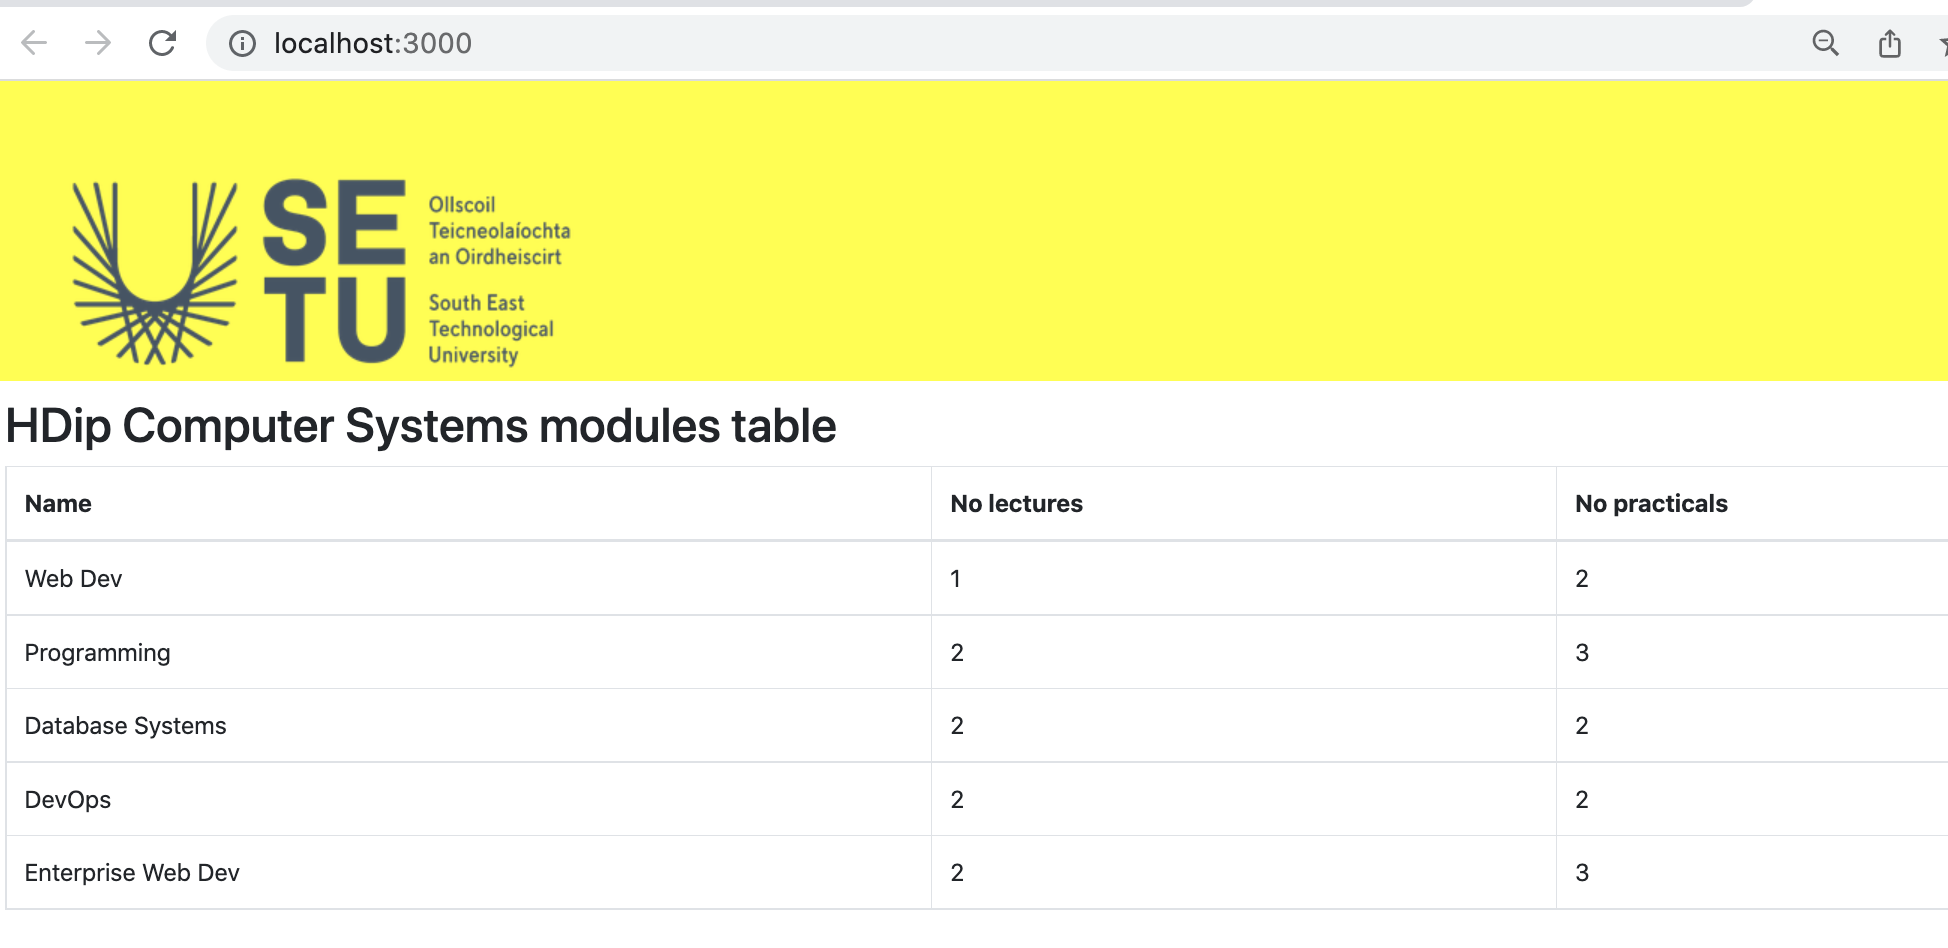 localhost:3000
SE
TU
Ollscoil
Teicneolaíochta
an Oirdheiscirt
South East
Technological
University
HDip Computer Systems modules table
Name No lectures No practicals
Web Dev 1 2
Programming 2 3
Database Systems 2 2
DevOps 2 2
Enterprise Web Dev 2 3